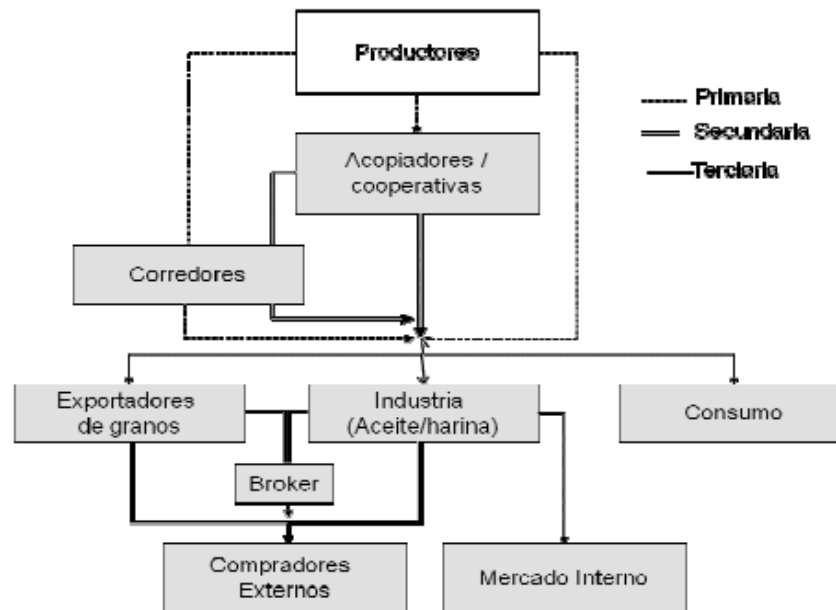 Productores
Primaria
Secundaria
Terciaria
Acopiadores /
cooperativas
Corredores
Exportadores
de granos
Industria
(Aceite/harina)
Consumo
Broker
Compradores
Externos
Mercado Interno